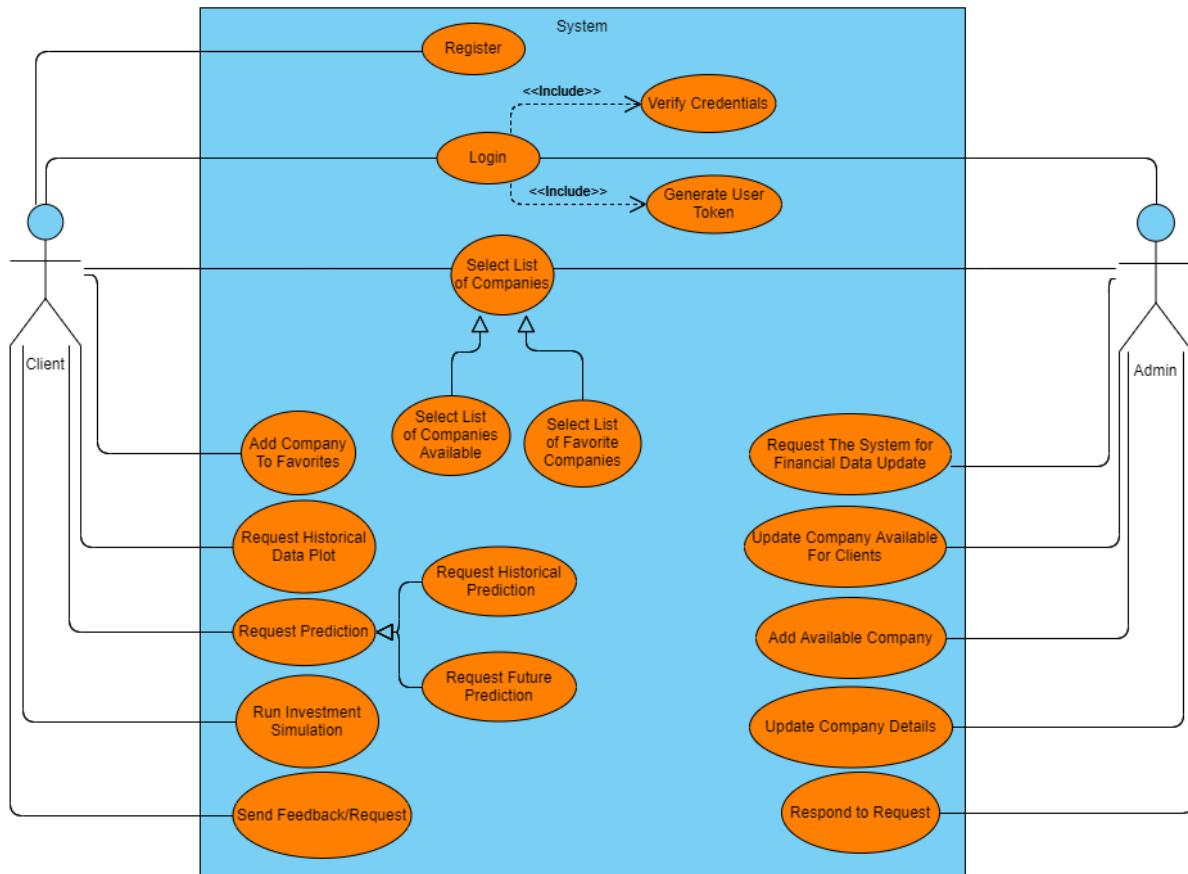 System
Register
<<Include>>
Verify Credentials
Login
<<Include>>
Generate User
Token
Select List
of Companies
Client
Admin
Select List
of Companies
Available
Select List
of Favorite
Companies
Add Company
To Favorites
Request The System for
Financial Data Update
Request Historical
Data Plot
Update Company Available
For Clients
Request Historical
Prediction
Request Prediction
Add Available Company
Request Future
Prediction
Run Investment
Simulation
Update Company Details
Send Feedback/Request
Respond to Request